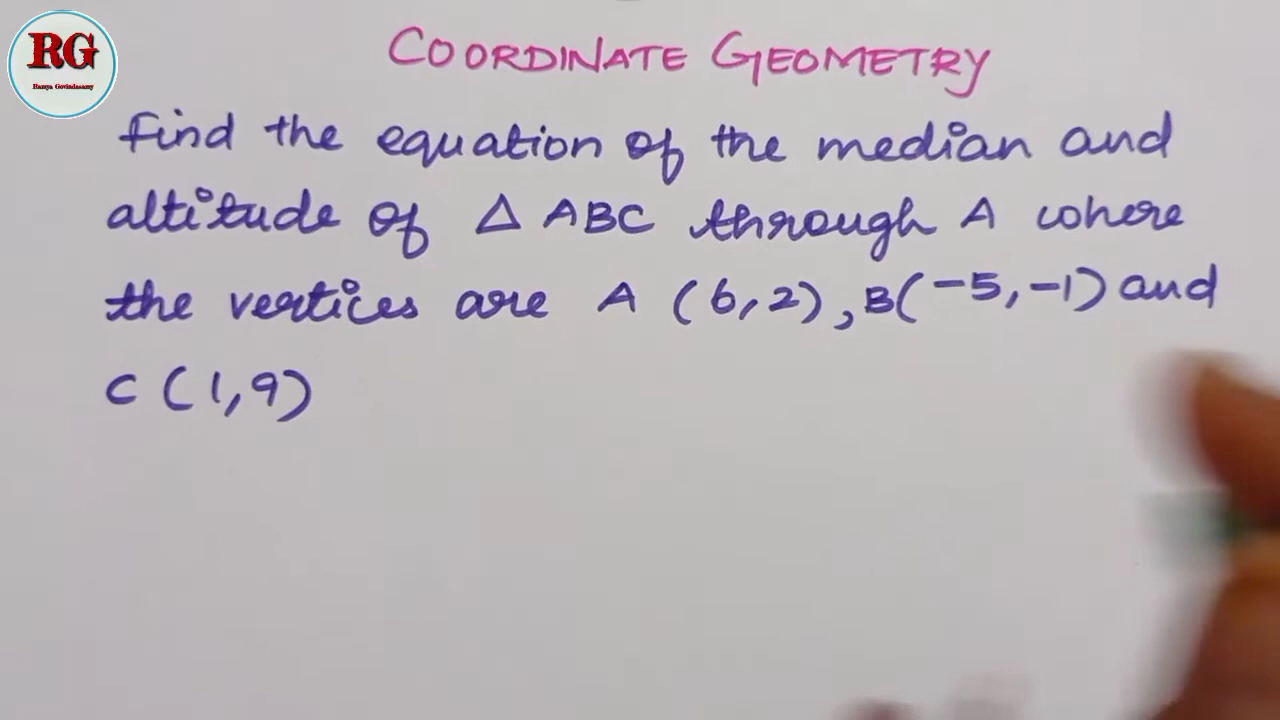 RG
Ramya Govindasamy
COORDINATE GEOMETRY
Find the equation of the median and
altitude of △ ABC through A where
the vertices are A (6,2), B(-5,-1) and
C (1,9)